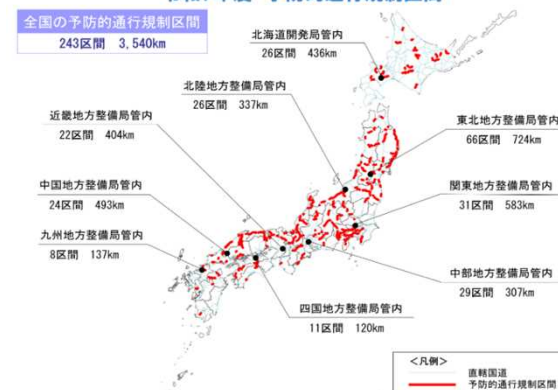 全国の予防的通行規制区間
243区間 3,540km
北海道開発局管内
26区間 436km
北陸地方整備局管内
26区間 337km
近畿地方整備局管内
22区間 404km
東北地方整備局管内
66区間 724km
中国地方整備局管内
24区間 493km
関東地方整備局管内
31区間 583km
九州地方整備局管内
8区間 137km
中部地方整備局管内
29区間 307km
四国地方整備局管内
11区間 120km
＜凡例＞
直轄国道
予防的通行規制区間